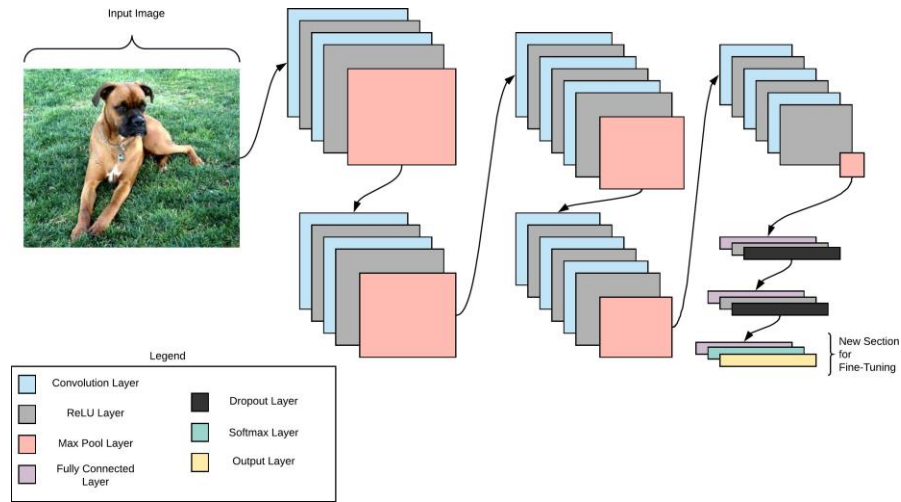 Input Image
New Section
for
Fine-Tuning
Legend
Convolution Layer
ReLU Layer
Max Pool Layer
Fully Connected
Layer
Dropout Layer
Softmax Layer
Output Layer